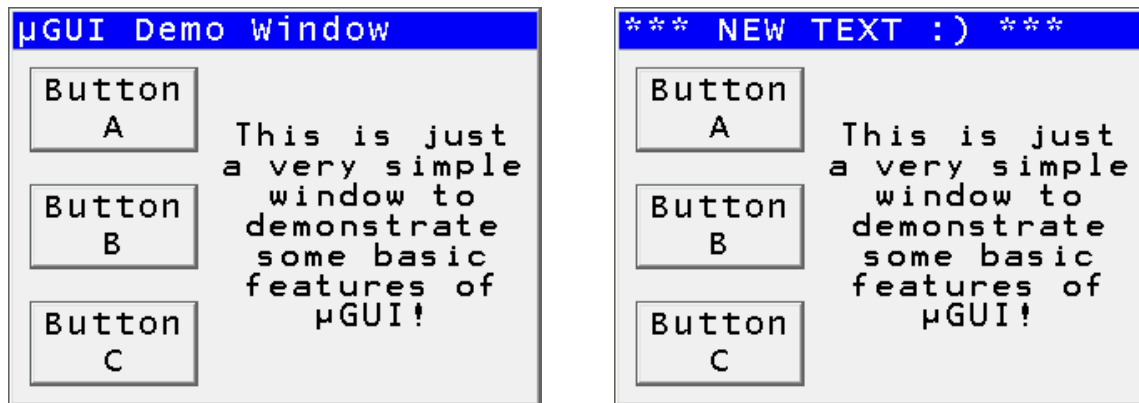 µGUI Demo Window
Button
A
Button
B
Button
C
This is just
a very simple
window to
demonstrate
some basic
features of
µGUI!
*** NEW TEXT :) ***
Button
A
Button
B
Button
C
This is just
a very simple
window to
demonstrate
some basic
features of
µGUI!